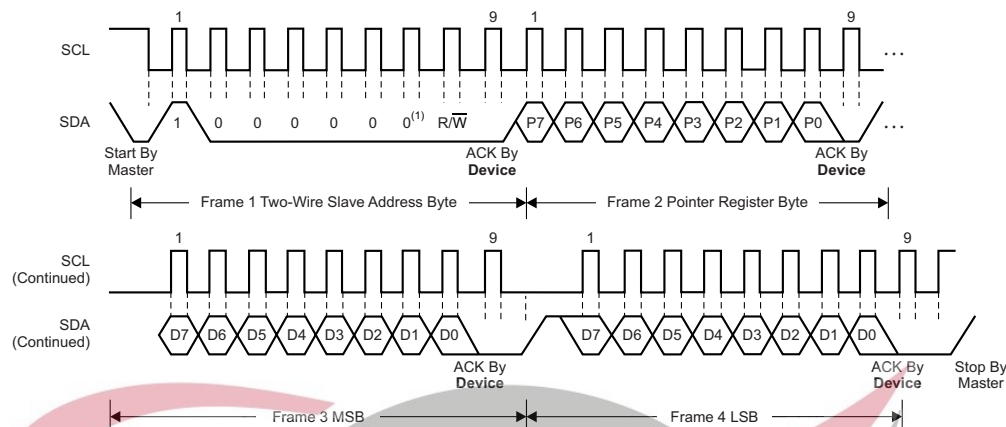 1 9 1 9
SCL ...
SDA 1 0 0 0 0 0 0(1) R/W̅ P7 P6 P5 P4 P3 P2 P1 P0 ...
Start By
Master
ACK By
Device
ACK By
Device
Frame 1 Two-Wire Slave Address Byte
Frame 2 Pointer Register Byte
1 9 1 9
SCL
(Continued)
SDA
(Continued)
D7 D6 D5 D4 D3 D2 D1 D0 D7 D6 D5 D4 D3 D2 D1 D0
ACK By
Device
ACK By
Device
Stop By
Master
Frame 3 MSB
Frame 4 LSB